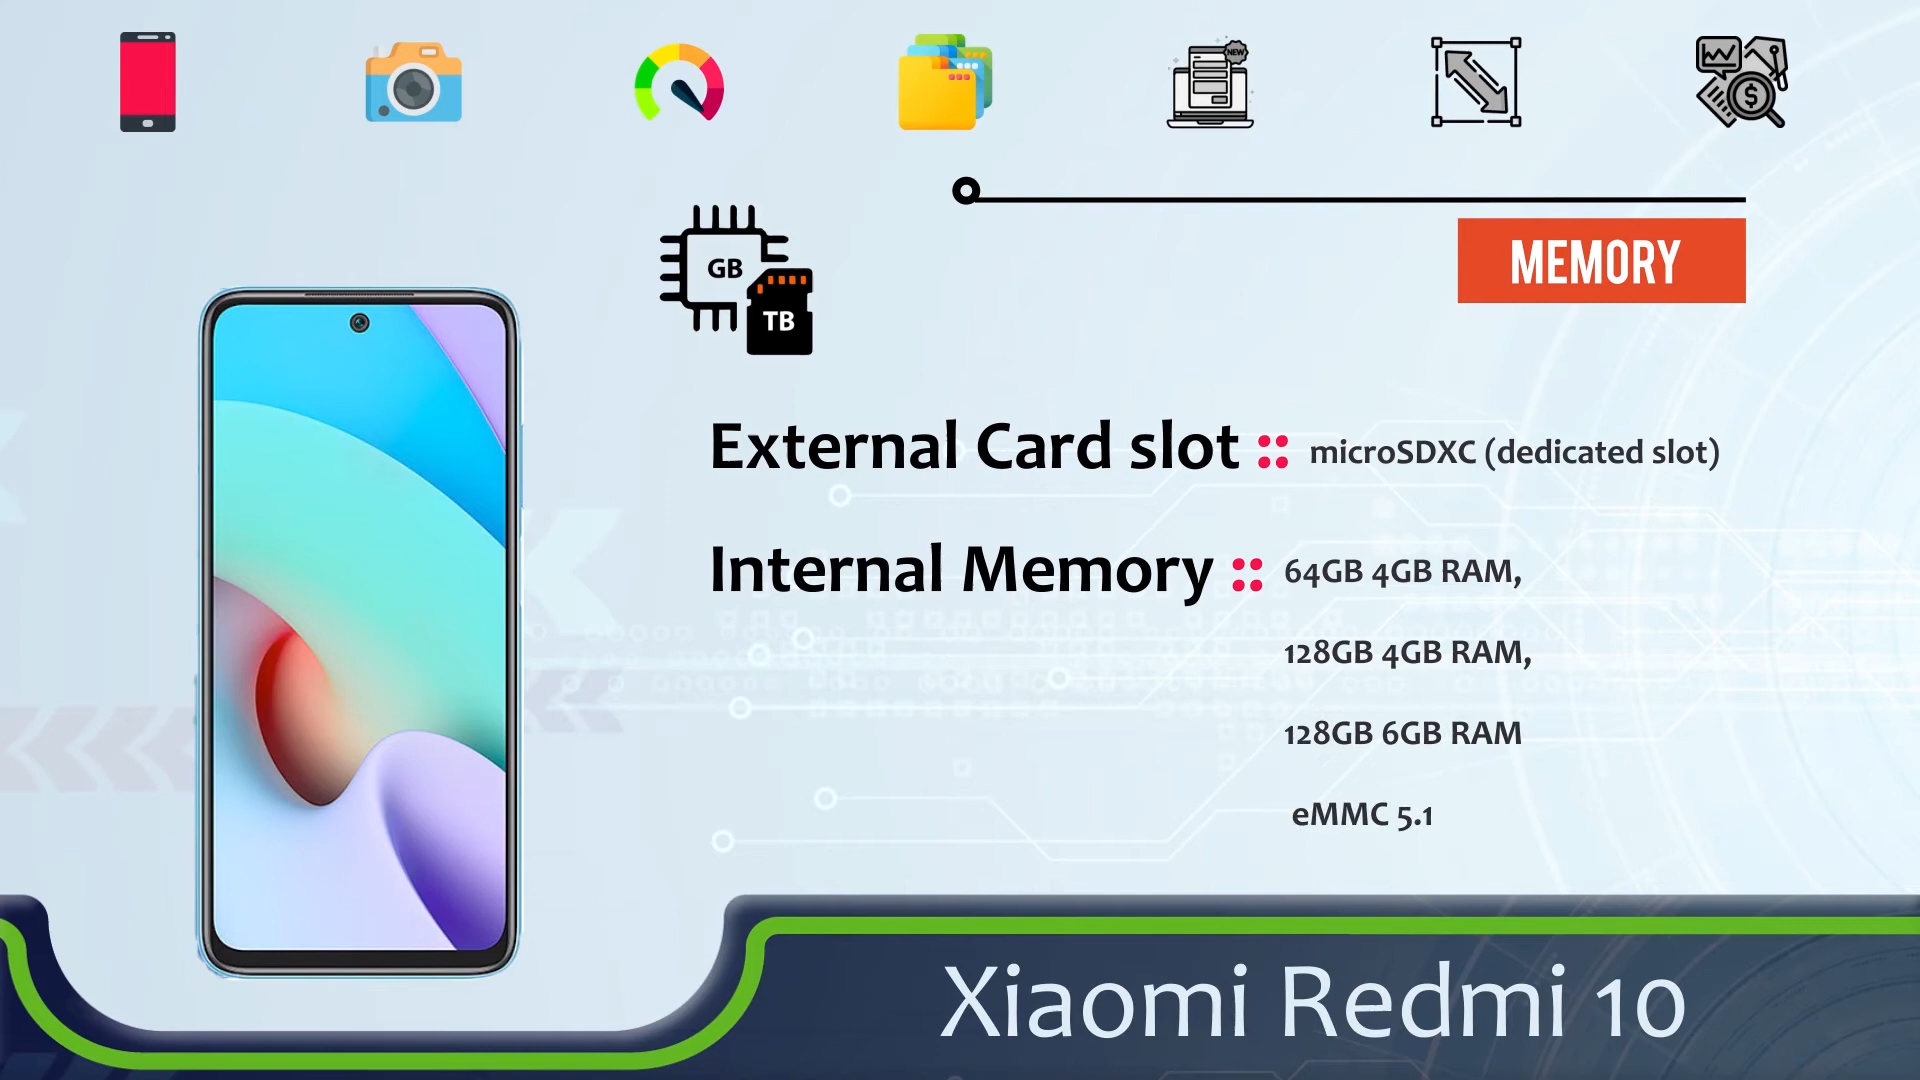 NEW
MEMORY
GB
TB
External Card slot :: microSDXC (dedicated slot)
Internal Memory :: 64GB 4GB RAM,
128GB 4GB RAM,
128GB 6GB RAM
eMMC 5.1
Xiaomi Redmi 10